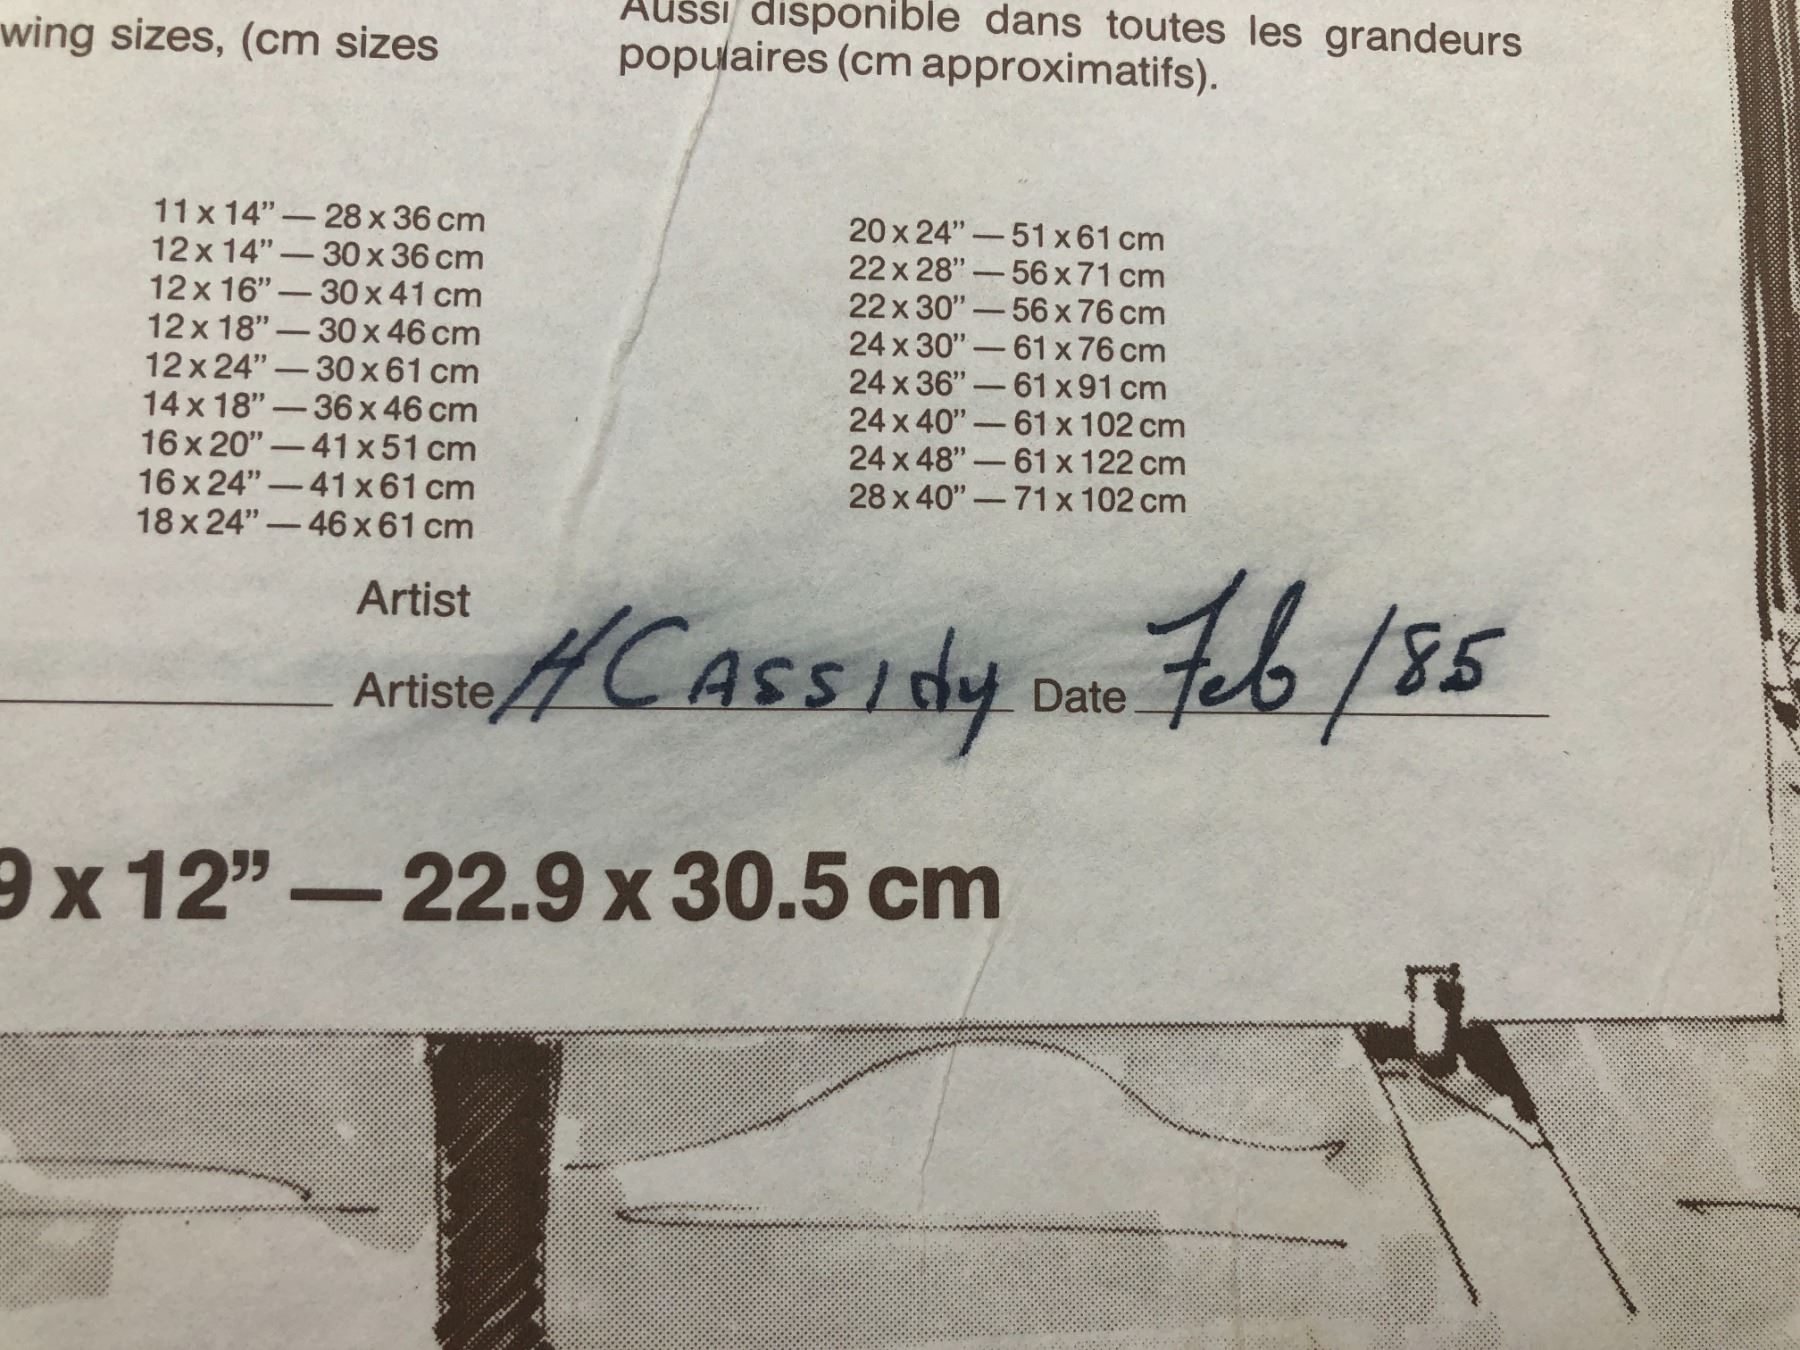 wing sizes, (cm sizes
Aussi disponible dans toutes les grandeurs
populaires (cm approximatifs).
11 x 14” — 28 x 36 cm
12 x 14” — 30 x 36 cm
12 x 16” — 30 x 41 cm
12 x 18” — 30 x 46 cm
12 x 24” — 30 x 61 cm
14 x 18” — 36 x 46 cm
16 x 20” — 41 x 51 cm
16 x 24” — 41 x 61 cm
18 x 24” — 46 x 61 cm
20 x 24” — 51 x 61 cm
22 x 28” — 56 x 71 cm
22 x 30” — 56 x 76 cm
24 x 30” — 61 x 76 cm
24 x 36” — 61 x 91 cm
24 x 40” — 61 x 102 cm
24 x 48” — 61 x 122 cm
28 x 40” — 71 x 102 cm
Artist
Artiste H CASSIdy Date Feb /85
9 x 12” — 22.9 x 30.5 cm